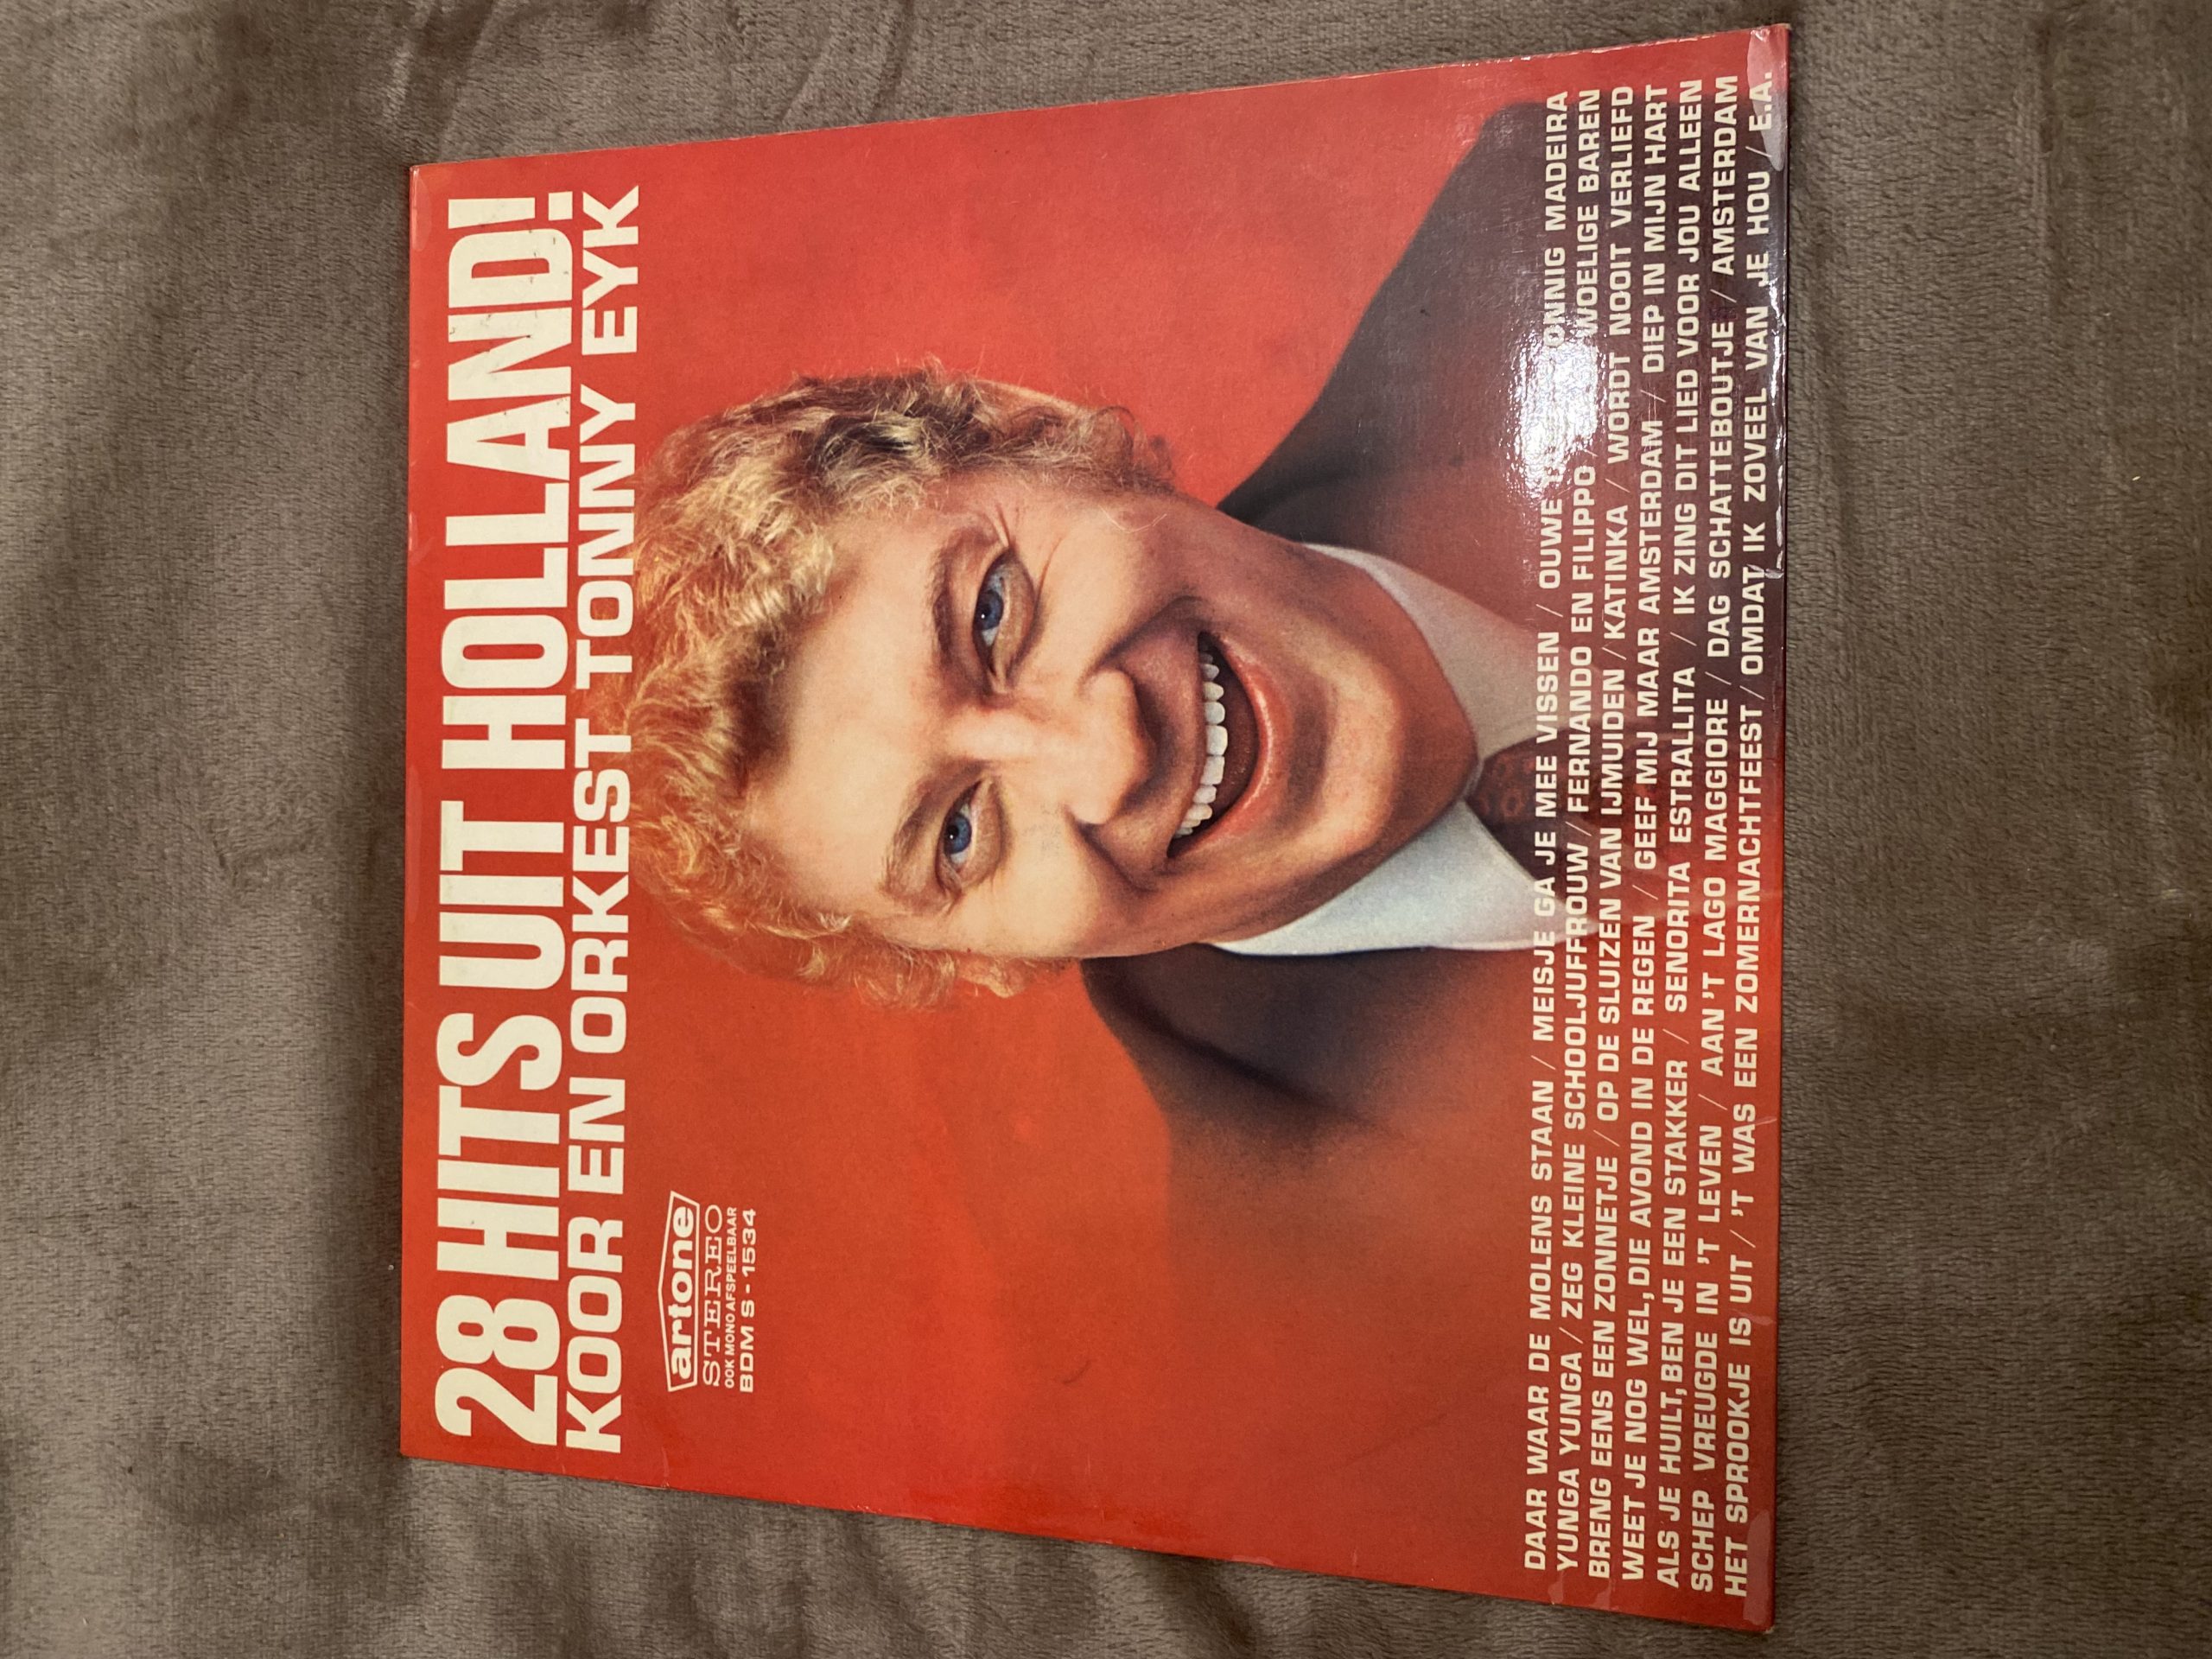 28 HITS UIT HOLLAND!
KOOR EN ORKEST TONNY EYK
artone
STEREO
OOK MONO AFSPEELBAAR
BDM S - 1534
DAAR WAAR DE MOLENS STAAN / MEISJE GA JE MEE VISSEN / OUWE MADEIRA
YUNGA YUNGA / ZEG KLEINE SCHOOLJUFFROUW / FERNANDO EN FILIPPO / WOELIGE BAREN
BRENG EENS EEN ZONNETJE / OP DE SLUIZEN VAN IJMUIDEN / KATINKA / WORDT NOOIT VERLIEFD
WEET JE NOG WEL, DIE AVOND IN DE REGEN / GEEF MIJ MAAR AMSTERDAM / DIEP IN MIJN HART
ALS JE HUILT, BEN JE EEN STAKKER / SENORITA ESTRALLITA / IK ZING DIT LIED VOOR JOU ALLEEN
SCHEP VREUGDE IN 'T LEVEN / AAN 'T LAGO MAGGIORE / DAG SCHATTEBOUTJE / AMSTERDAM
HET SPROOKJE IS UIT / 'T WAS EEN ZOMERNACHTFEEST / OMDAT IK ZOVEEL VAN JE HOU / E.A.